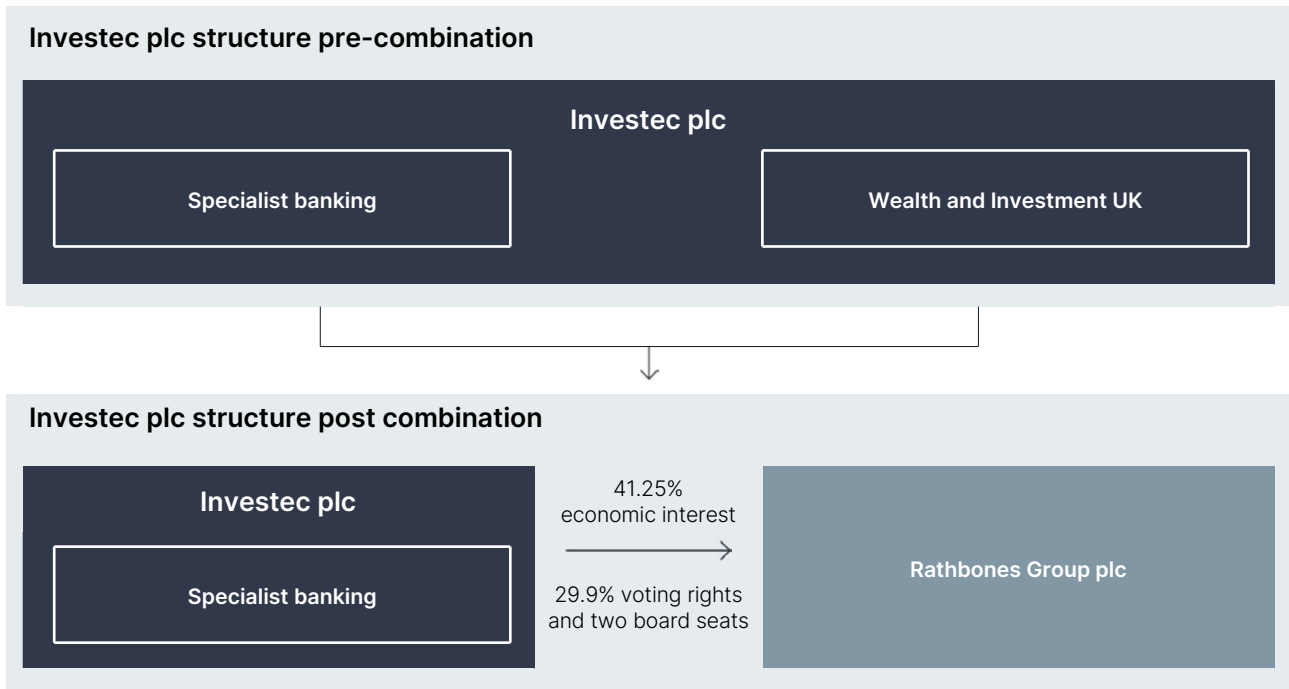 Investec plc structure pre-combination
Investec plc
Specialist banking
Wealth and Investment UK
Investec plc structure post combination
Investec plc
Specialist banking
41.25%
economic interest
29.9% voting rights
and two board seats
Rathbones Group plc